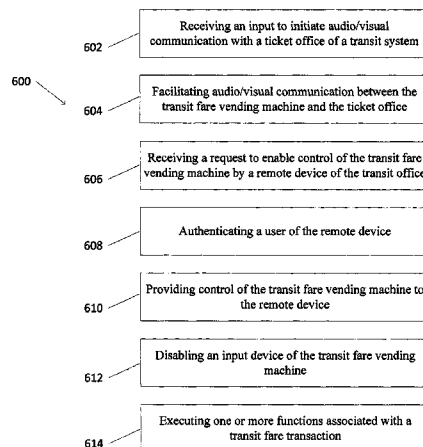 Receiving an input to initiate audio/visual
communication with a ticket office of a transit system
602
600
Facilitating audio/visual communication between the
transit fare vending machine and the ticket office
604
Receiving a request to enable control of the transit fare
vending machine by a remote device of the transit office
606
Authenticating a user of the remote device
608
Providing control of the transit fare vending machine to
the remote device
610
Disabling an input device of the transit fare vending
machine
612
Executing one or more functions associated with a
transit fare transaction
614